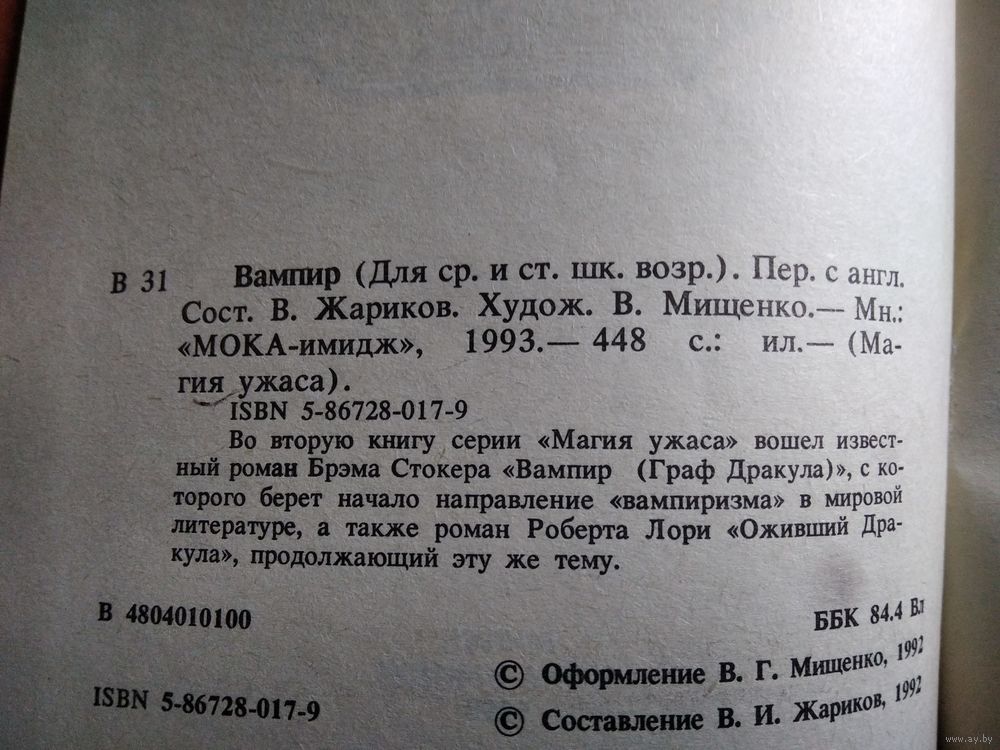 В 31 Вампир (Для ср. и ст. шк. возр.). Пер. с англ.
Сост. В. Жариков. Худож. В. Мищенко.— Мн.:
«МОКА-имидж», 1993.— 448 с.: ил.— (Ма-
гия ужаса).
ISBN 5-86728-017-9
Во вторую книгу серии «Магия ужаса» вошел извест-
ный роман Брэма Стокера «Вампир (Граф Дракула)», с ко-
торого берет начало направление «вампиризма» в мировой
литературе, а также роман Роберта Лори «Оживший Дра-
кула», продолжающий эту же тему.
В 4804010100
ББК 84.4 Вл
© Оформление В. Г. Мищенко, 1992
ISBN 5-86728-017-9
© Составление В. И. Жариков, 1992
www.ay.by